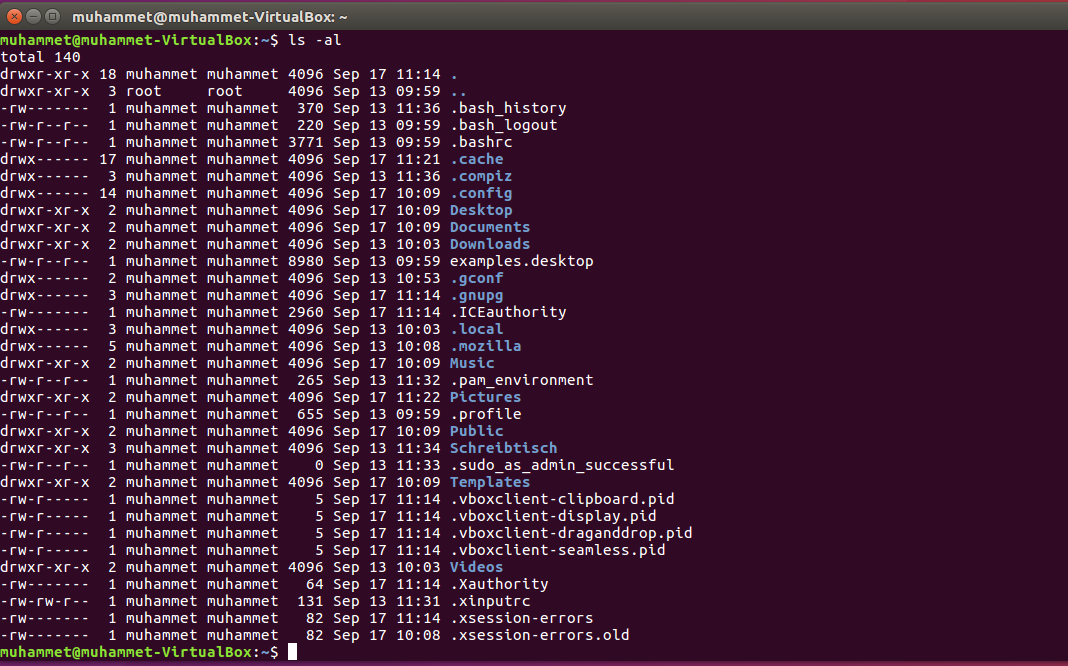 muhammet@muhammet-VirtualBox: ~
muhammet@muhammet-VirtualBox:~$ ls -al
total 140
drwxr-xr-x 18 muhammet muhammet 4096 Sep 17 11:14 .
drwxr-xr-x  3 root     root     4096 Sep 13 09:59 ..
-rw-------  1 muhammet muhammet  370 Sep 13 11:36 .bash_history
-rw-r--r--  1 muhammet muhammet  220 Sep 13 09:59 .bash_logout
-rw-r--r--  1 muhammet muhammet 3771 Sep 13 09:59 .bashrc
drwx------ 17 muhammet muhammet 4096 Sep 17 11:21 .cache
drwx------  3 muhammet muhammet 4096 Sep 13 11:36 .compiz
drwx------ 14 muhammet muhammet 4096 Sep 17 10:09 .config
drwxr-xr-x  2 muhammet muhammet 4096 Sep 17 10:09 Desktop
drwxr-xr-x  2 muhammet muhammet 4096 Sep 17 10:09 Documents
drwxr-xr-x  2 muhammet muhammet 4096 Sep 13 10:03 Downloads
-rw-r--r--  1 muhammet muhammet 8980 Sep 13 09:59 examples.desktop
drwx------  2 muhammet muhammet 4096 Sep 13 10:53 .gconf
drwx------  3 muhammet muhammet 4096 Sep 17 11:14 .gnupg
-rw-------  1 muhammet muhammet 2960 Sep 17 11:14 .ICEauthority
drwx------  3 muhammet muhammet 4096 Sep 13 10:03 .local
drwx------  5 muhammet muhammet 4096 Sep 13 10:08 .mozilla
drwxr-xr-x  2 muhammet muhammet 4096 Sep 17 10:09 Music
-rw-r--r--  1 muhammet muhammet  265 Sep 13 11:32 .pam_environment
drwxr-xr-x  2 muhammet muhammet 4096 Sep 17 11:22 Pictures
-rw-r--r--  1 muhammet muhammet  655 Sep 13 09:59 .profile
drwxr-xr-x  2 muhammet muhammet 4096 Sep 17 10:09 Public
drwxr-xr-x  3 muhammet muhammet 4096 Sep 13 11:34 Schreibtisch
-rw-r--r--  1 muhammet muhammet    0 Sep 13 11:33 .sudo_as_admin_successful
drwxr-xr-x  2 muhammet muhammet 4096 Sep 17 10:09 Templates
-rw-r-----  1 muhammet muhammet    5 Sep 17 11:14 .vboxclient-clipboard.pid
-rw-r-----  1 muhammet muhammet    5 Sep 17 11:14 .vboxclient-display.pid
-rw-r-----  1 muhammet muhammet    5 Sep 17 11:14 .vboxclient-draganddrop.pid
-rw-r-----  1 muhammet muhammet    5 Sep 17 11:14 .vboxclient-seamless.pid
drwxr-xr-x  2 muhammet muhammet 4096 Sep 13 10:03 Videos
-rw-------  1 muhammet muhammet   64 Sep 17 11:14 .Xauthority
-rw-rw-r--  1 muhammet muhammet  131 Sep 13 11:31 .xinputrc
-rw-------  1 muhammet muhammet   82 Sep 17 11:14 .xsession-errors
-rw-------  1 muhammet muhammet   82 Sep 17 10:08 .xsession-errors.old
muhammet@muhammet-VirtualBox:~$